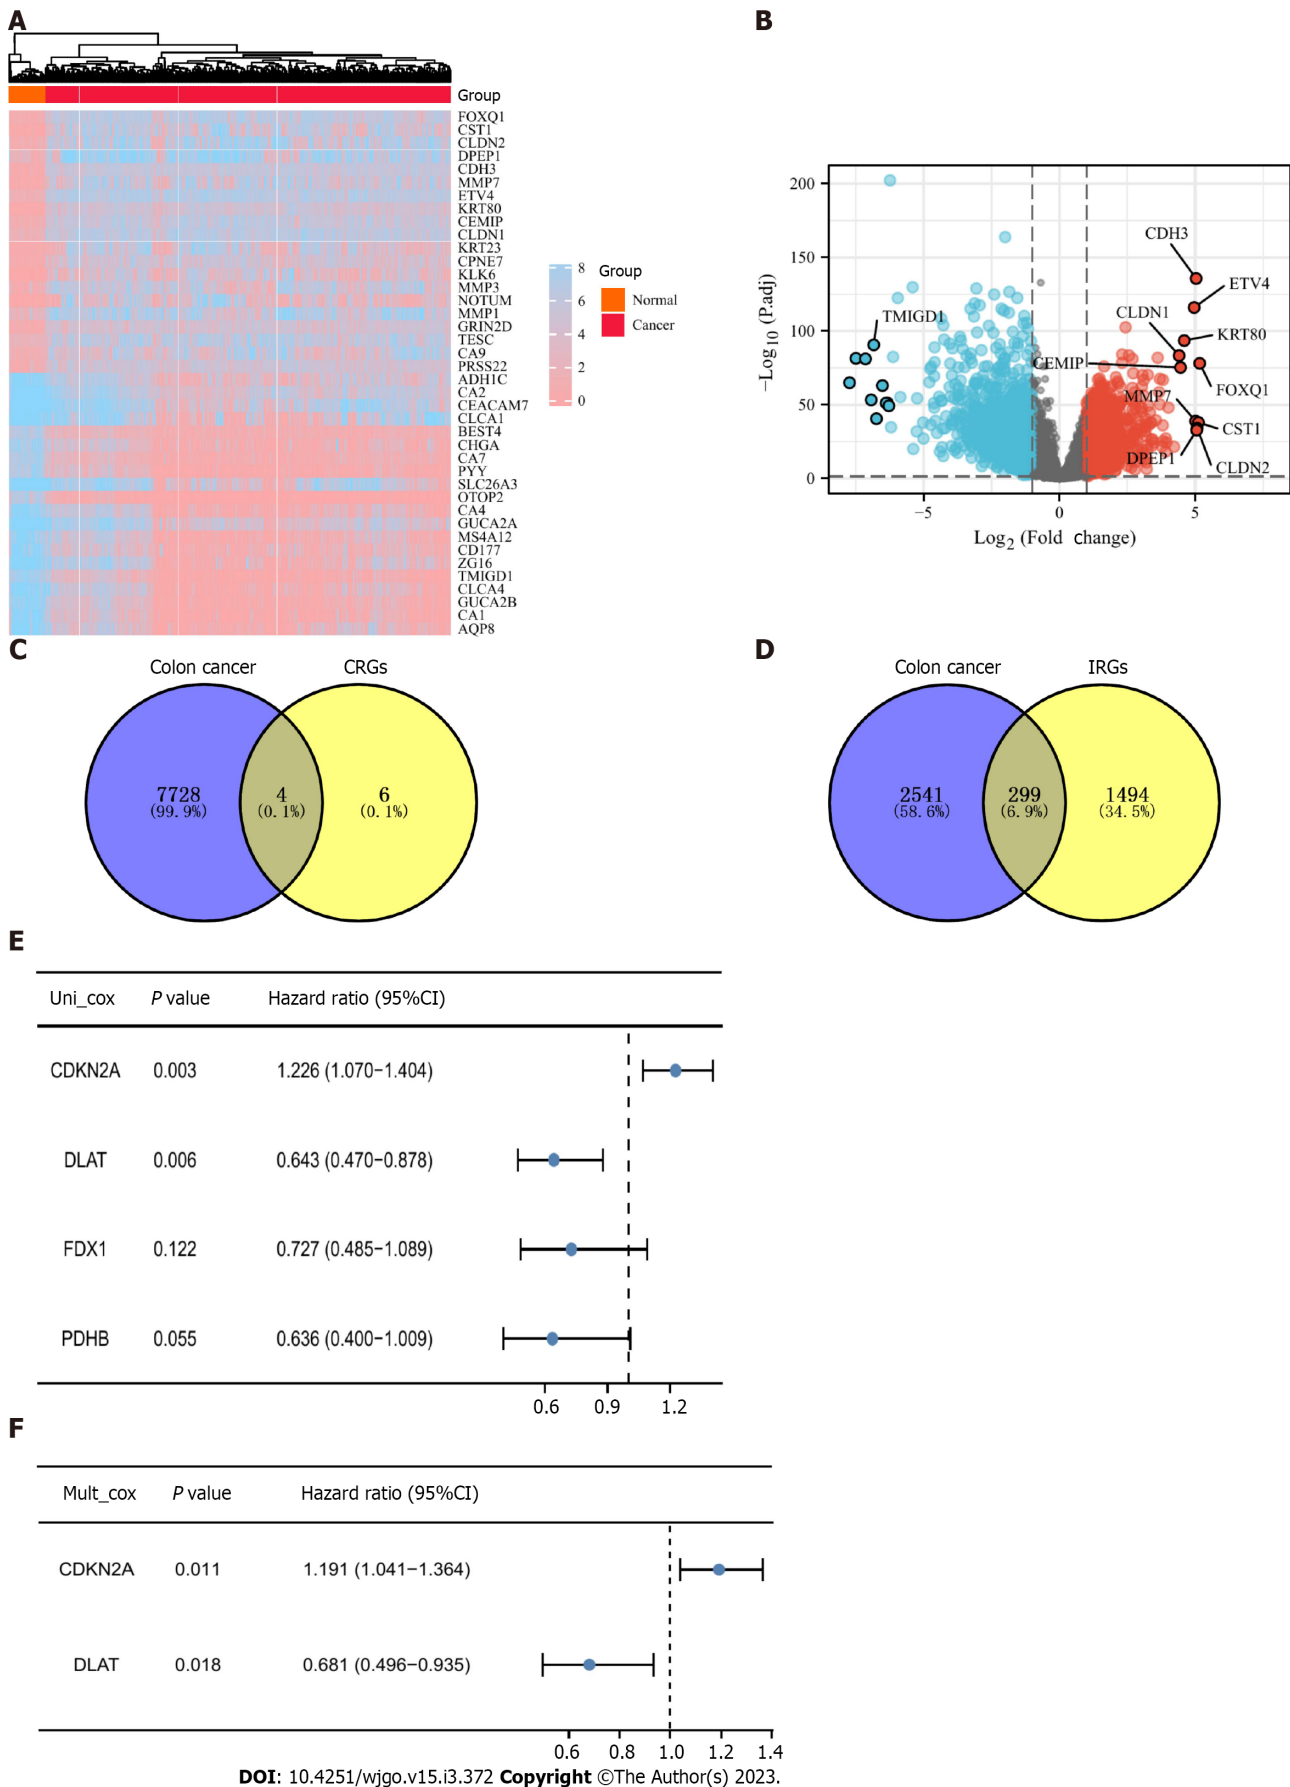 A
Group
FOXQ1
CST1
CLDN2
DPEP1
CDH3
MMP7
ETV4
KRT80
CEMIP
CLDN1
KRT23
CPNE7
KLK6
MMP3
NOTUM
MMP1
GRIN2D
TESC
CA9
PRSS22
ADH1C
CA2
CEACAM7
CLCA1
BEST4
CHGA
CA7
PYY
SLC26A3
OTOP2
CA4
GUCA2A
MS4A12
CD177
ZG16
TMIGD1
CLCA4
GUCA2B
CA1
AQP8
8
6
4
2
0
Group
Normal
Cancer
B
−Log10 (P.adj)
200
150
100
50
0
CDH3
ETV4
CLDN1
TMIGD1
KRT80
CEMIP
FOXQ1
MMP7
CST1
DPEP1
CLDN2
−5 0 5
Log2 (Fold change)
C
Colon cancer CRGs
7728 4 6
(99.9%) (0.1%) (0.1%)
D
Colon cancer IRGs
2541 299 1494
(58.6%) (6.9%) (34.5%)
E
Uni_cox P value Hazard ratio (95%CI)
CDKN2A 0.003 1.226 (1.070−1.404)
DLAT 0.006 0.643 (0.470−0.878)
FDX1 0.122 0.727 (0.485−1.089)
PDHB 0.055 0.636 (0.400−1.009)
0.6 0.9 1.2
F
Mult_cox P value Hazard ratio (95%CI)
CDKN2A 0.011 1.191 (1.041−1.364)
DLAT 0.018 0.681 (0.496−0.935)
0.6 0.8 1.0 1.2 1.4
DOI: 10.4251/wjgo.v15.i3.372 Copyright ©The Author(s) 2023.